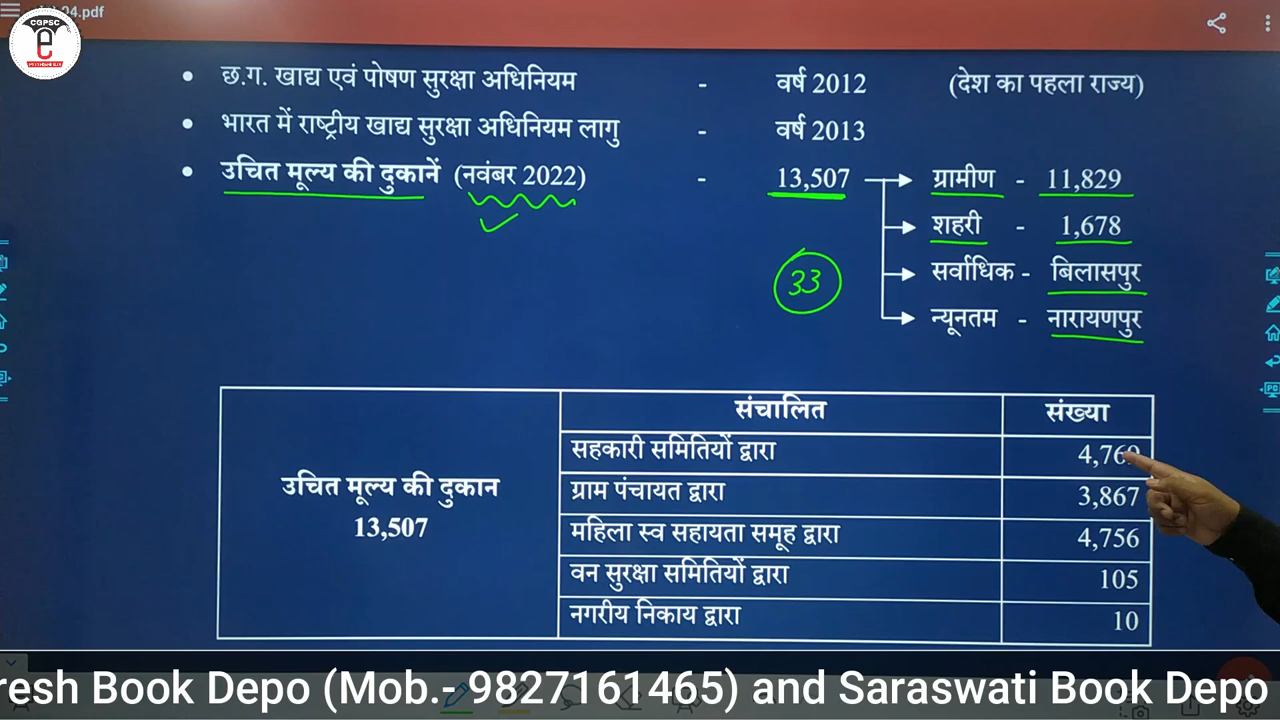 04.pdf
CGPSC
e
• छ.ग. खाद्य एवं पोषण सुरक्षा अधिनियम - वर्ष 2012 (देश का पहला राज्य)
• भारत में राष्ट्रीय खाद्य सुरक्षा अधिनियम लागु - वर्ष 2013
• उचित मूल्य की दुकानें (नवंबर 2022) - 13,507 ग्रामीण - 11,829
शहरी - 1,678
33
सर्वाधिक - बिलासपुर
न्यूनतम - नारायणपुर
संचालित संख्या
सहकारी समितियों द्वारा
उचित मूल्य की दुकान
13,507
ग्राम पंचायत द्वारा 3,867
महिला स्व सहायता समूह द्वारा 4,756
वन सुरक्षा समितियों द्वारा 105
नगरीय निकाय द्वारा 10
resh Book Depo (Mob.- 9827161465) and Saraswati Book Depo